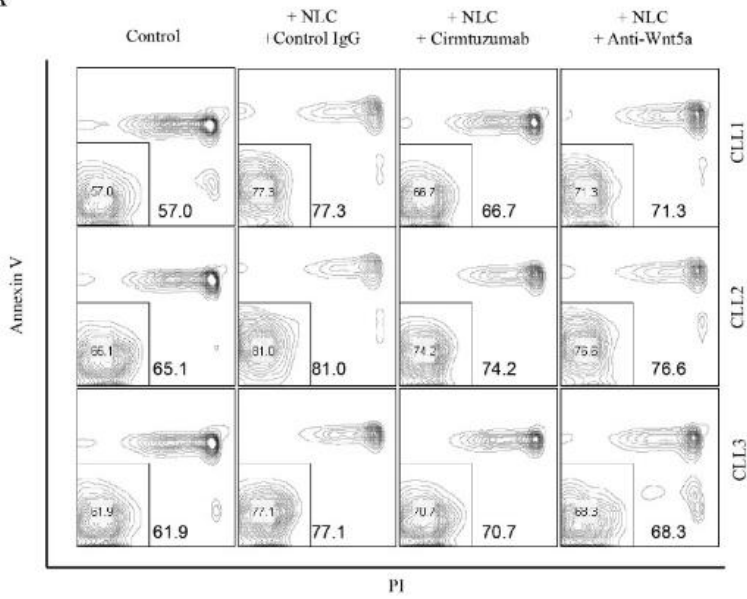 Control
+ NLC
+Control IgG
+ NLC
+ Cirmtuzumab
+ NLC
+ Anti-Wnt5a
57.0
57.0
77.3
77.3
66.7
66.7
71.3
71.3
CLL1
Annexin V
65.1
65.1
81.0
81.0
74.2
74.2
76.6
76.6
CLL2
61.9
61.9
77.1
77.1
70.7
70.7
68.3
68.3
CLL3
PI